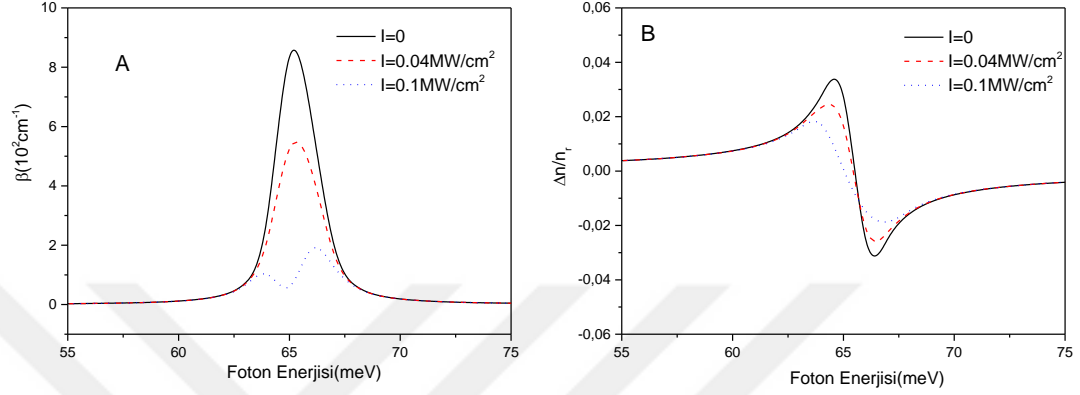 A
I=0
I=0.04MW/cm²
I=0.1MW/cm²
β(10²cm⁻¹)
10
8
6
4
2
0
55 60 65 70 75
Foton Enerjisi(meV)
B
I=0
I=0.04MW/cm²
I=0.1MW/cm²
Δn/nᵣ
0,06
0,04
0,02
0,00
-0,02
-0,04
-0,06
55 60 65 70 75
Foton Enerjisi(meV)